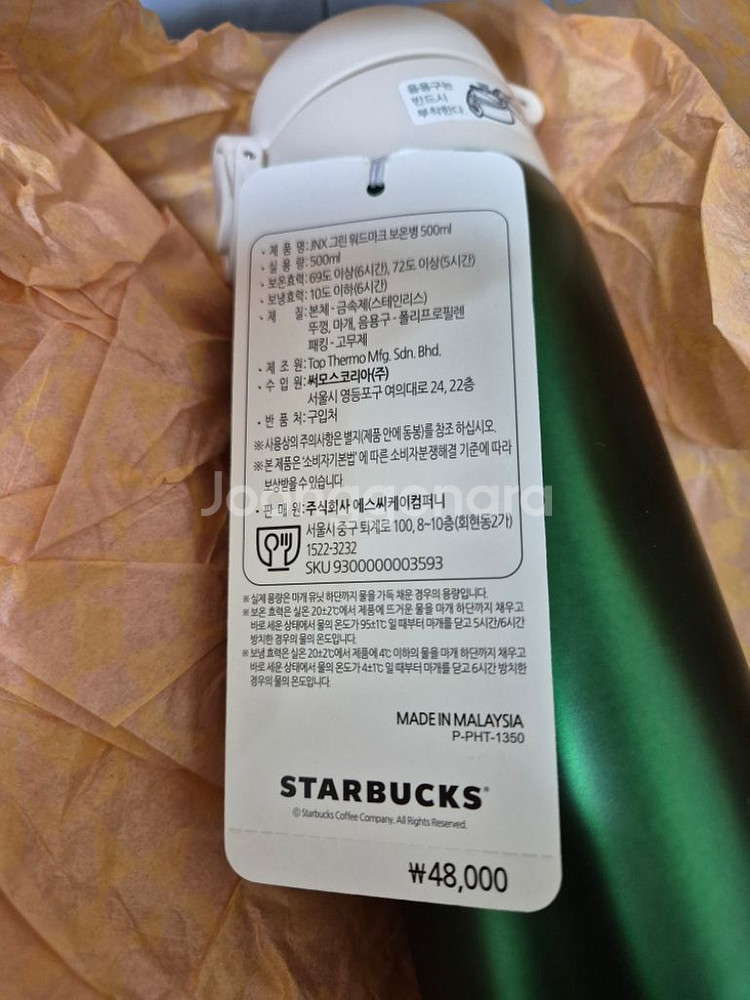 음용구는
반드시
부착한다.
• 제 품 명: JNX 그린 워드마크 보온병 500ml
• 실 용 량: 500ml
• 보온효력: 69도 이상(6시간), 72도 이상(5시간)
• 보냉효력: 10도 이하(6시간)
• 재 질: 본체 - 금속제(스테인리스)
뚜껑, 마개, 음용구 - 폴리프로필렌
패킹 - 고무제
• 제 조 원: Top Thermo Mfg. Sdn. Bhd.
• 수 입 원: 써모스코리아(주)
서울시 영등포구 여의대로 24, 22층
• 반 품 처: 구입처
※ 사용상의 주의사항은 별지(제품 안에 동봉)를 참조 하십시오.
※ 본 제품은 '소비자기본법' 에 따른 소비자분쟁해결 기준에 따라
보상받을 수 있습니다.
• 판 매 원: 주식회사 에스씨케이컴퍼니
서울시 중구 퇴계로 100, 8~10층(회현동2가)
1522-3232
SKU 9300000003593
※ 실제 용량은 마개 유닛 하단까지 물을 가득 채운 경우의 용량입니다.
※ 보온 효력은 실온 20±2℃에서 제품에 뜨거운 물을 마개 하단까지 채우고
바로 세운 상태에서 물의 온도가 95±1℃ 일 때부터 마개를 닫고 5시간/6시간
방치한 경우의 물의 온도입니다.
※ 보냉 효력은 실온 20±2℃에서 제품에 4℃ 이하의 물을 마개 하단까지 채우고
바로 세운 상태에서 물의 온도가 4±1℃ 일 때부터 마개를 닫고 6시간 방치한
경우의 물의 온도입니다.
MADE IN MALAYSIA
P-PHT-1350
STARBUCKS®
© Starbucks Coffee Company. All Rights Reserved.
₩48,000
Joonggonara